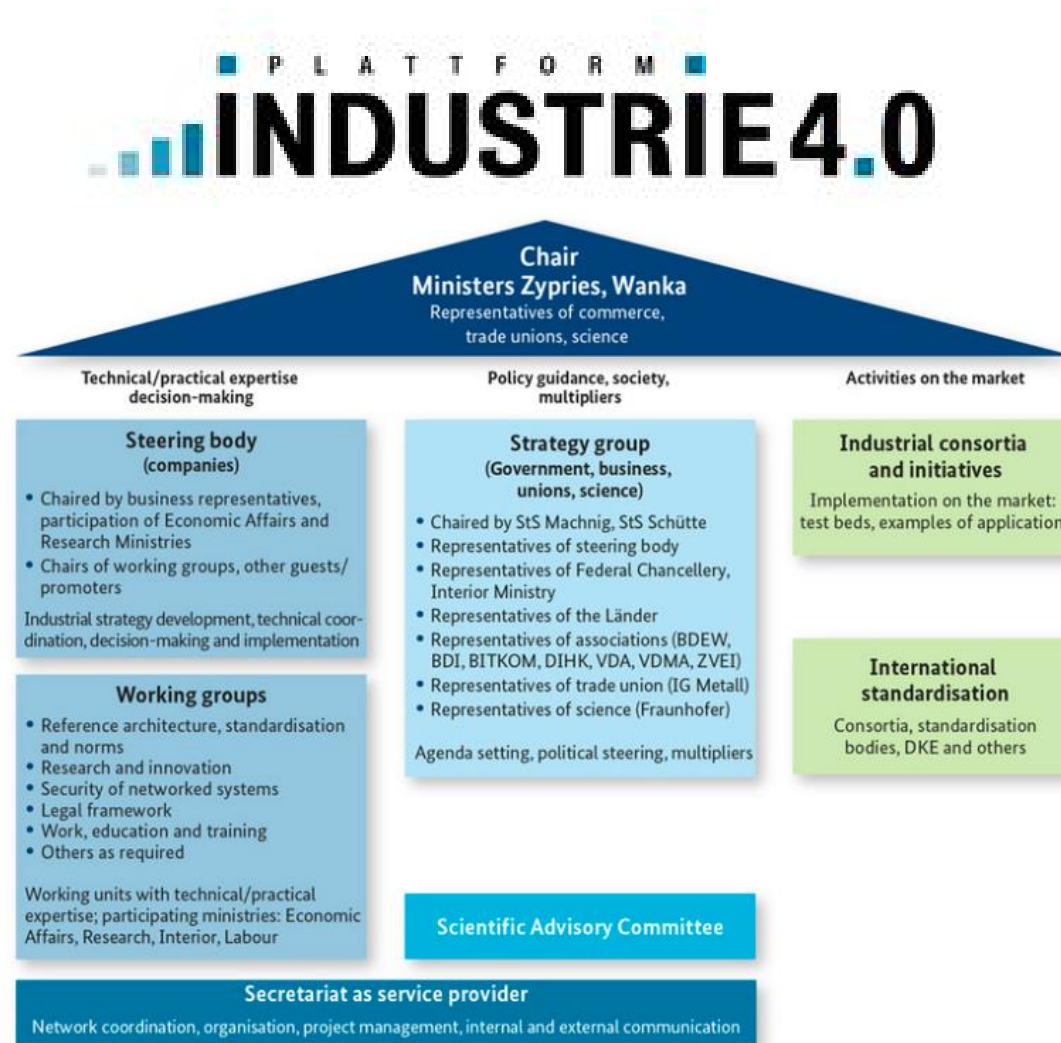 PLATTFORM
INDUSTRIE 4.0
Chair
Ministers Zypries, Wanka
Representatives of commerce,
trade unions, science
Technical/practical expertise
decision-making
Steering body
(companies)
• Chaired by business representatives,
participation of Economic Affairs and
Research Ministries
• Chairs of working groups, other guests/
promoters
Industrial strategy development, technical coor-
dination, decision-making and implementation
Working groups
• Reference architecture, standardisation
and norms
• Research and innovation
• Security of networked systems
• Legal framework
• Work, education and training
• Others as required
Working units with technical/practical
expertise; participating ministries: Economic
Affairs, Research, Interior, Labour
Policy guidance, society,
multipliers
Strategy group
(Government, business,
unions, science)
• Chaired by StS Machnig, StS Schütte
• Representatives of steering body
• Representatives of Federal Chancellery,
Interior Ministry
• Representatives of the Länder
• Representatives of associations (BDEW,
BDI, BITKOM, DIHK, VDA, VDMA, ZVEI)
• Representatives of trade union (IG Metall)
• Representatives of science (Fraunhofer)
Agenda setting, political steering, multipliers
Scientific Advisory Committee
Activities on the market
Industrial consortia
and initiatives
Implementation on the market:
test beds, examples of application
International
standardisation
Consortia, standardisation
bodies, DKE and others
Secretariat as service provider
Network coordination, organisation, project management, internal and external communication